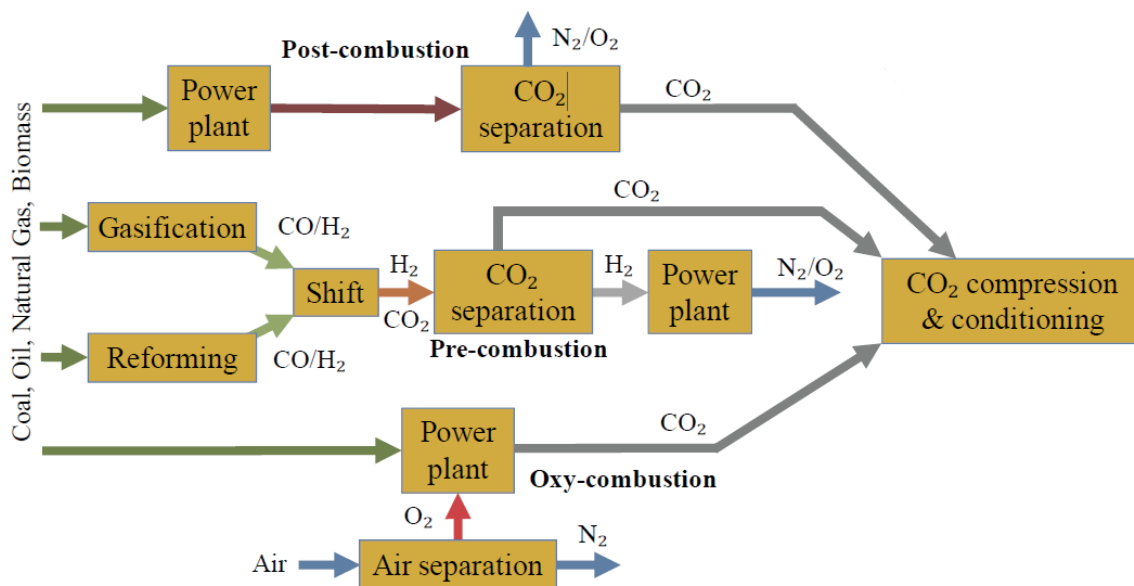 Coal, Oil, Natural Gas, Biomass
Post-combustion
N₂/O₂
Power
plant
CO₂
separation
CO₂
Gasification
CO/H₂
Reforming
CO/H₂
Shift
H₂
CO₂
CO₂
separation
CO₂
Pre-combustion
H₂
Power
plant
N₂/O₂
CO₂ compression
& conditioning
Power
plant
CO₂
Oxy-combustion
O₂
Air
Air separation
N₂